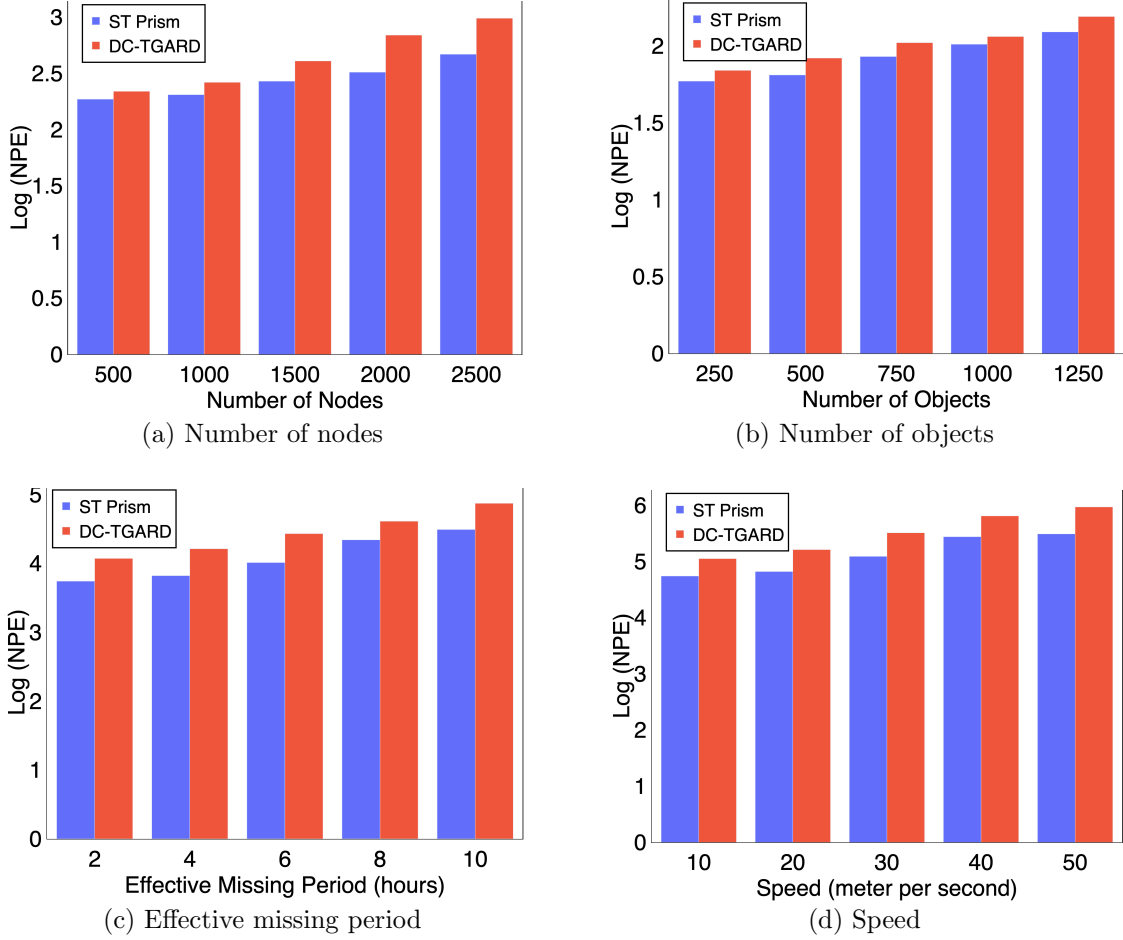 3
2.5
2
1.5
1
0.5
0
Log (NPE)
ST Prism
DC-TGARD
500 1000 1500 2000 2500
Number of Nodes
(a) Number of nodes
2
1.5
1
0.5
0
Log (NPE)
ST Prism
DC-TGARD
250 500 750 1000 1250
Number of Objects
(b) Number of objects
5
4
3
2
1
0
Log (NPE)
ST Prism
DC-TGARD
2 4 6 8 10
Effective Missing Period (hours)
(c) Effective missing period
6
5
4
3
2
1
0
Log (NPE)
ST Prism
DC-TGARD
10 20 30 40 50
Speed (meter per second)
(d) Speed